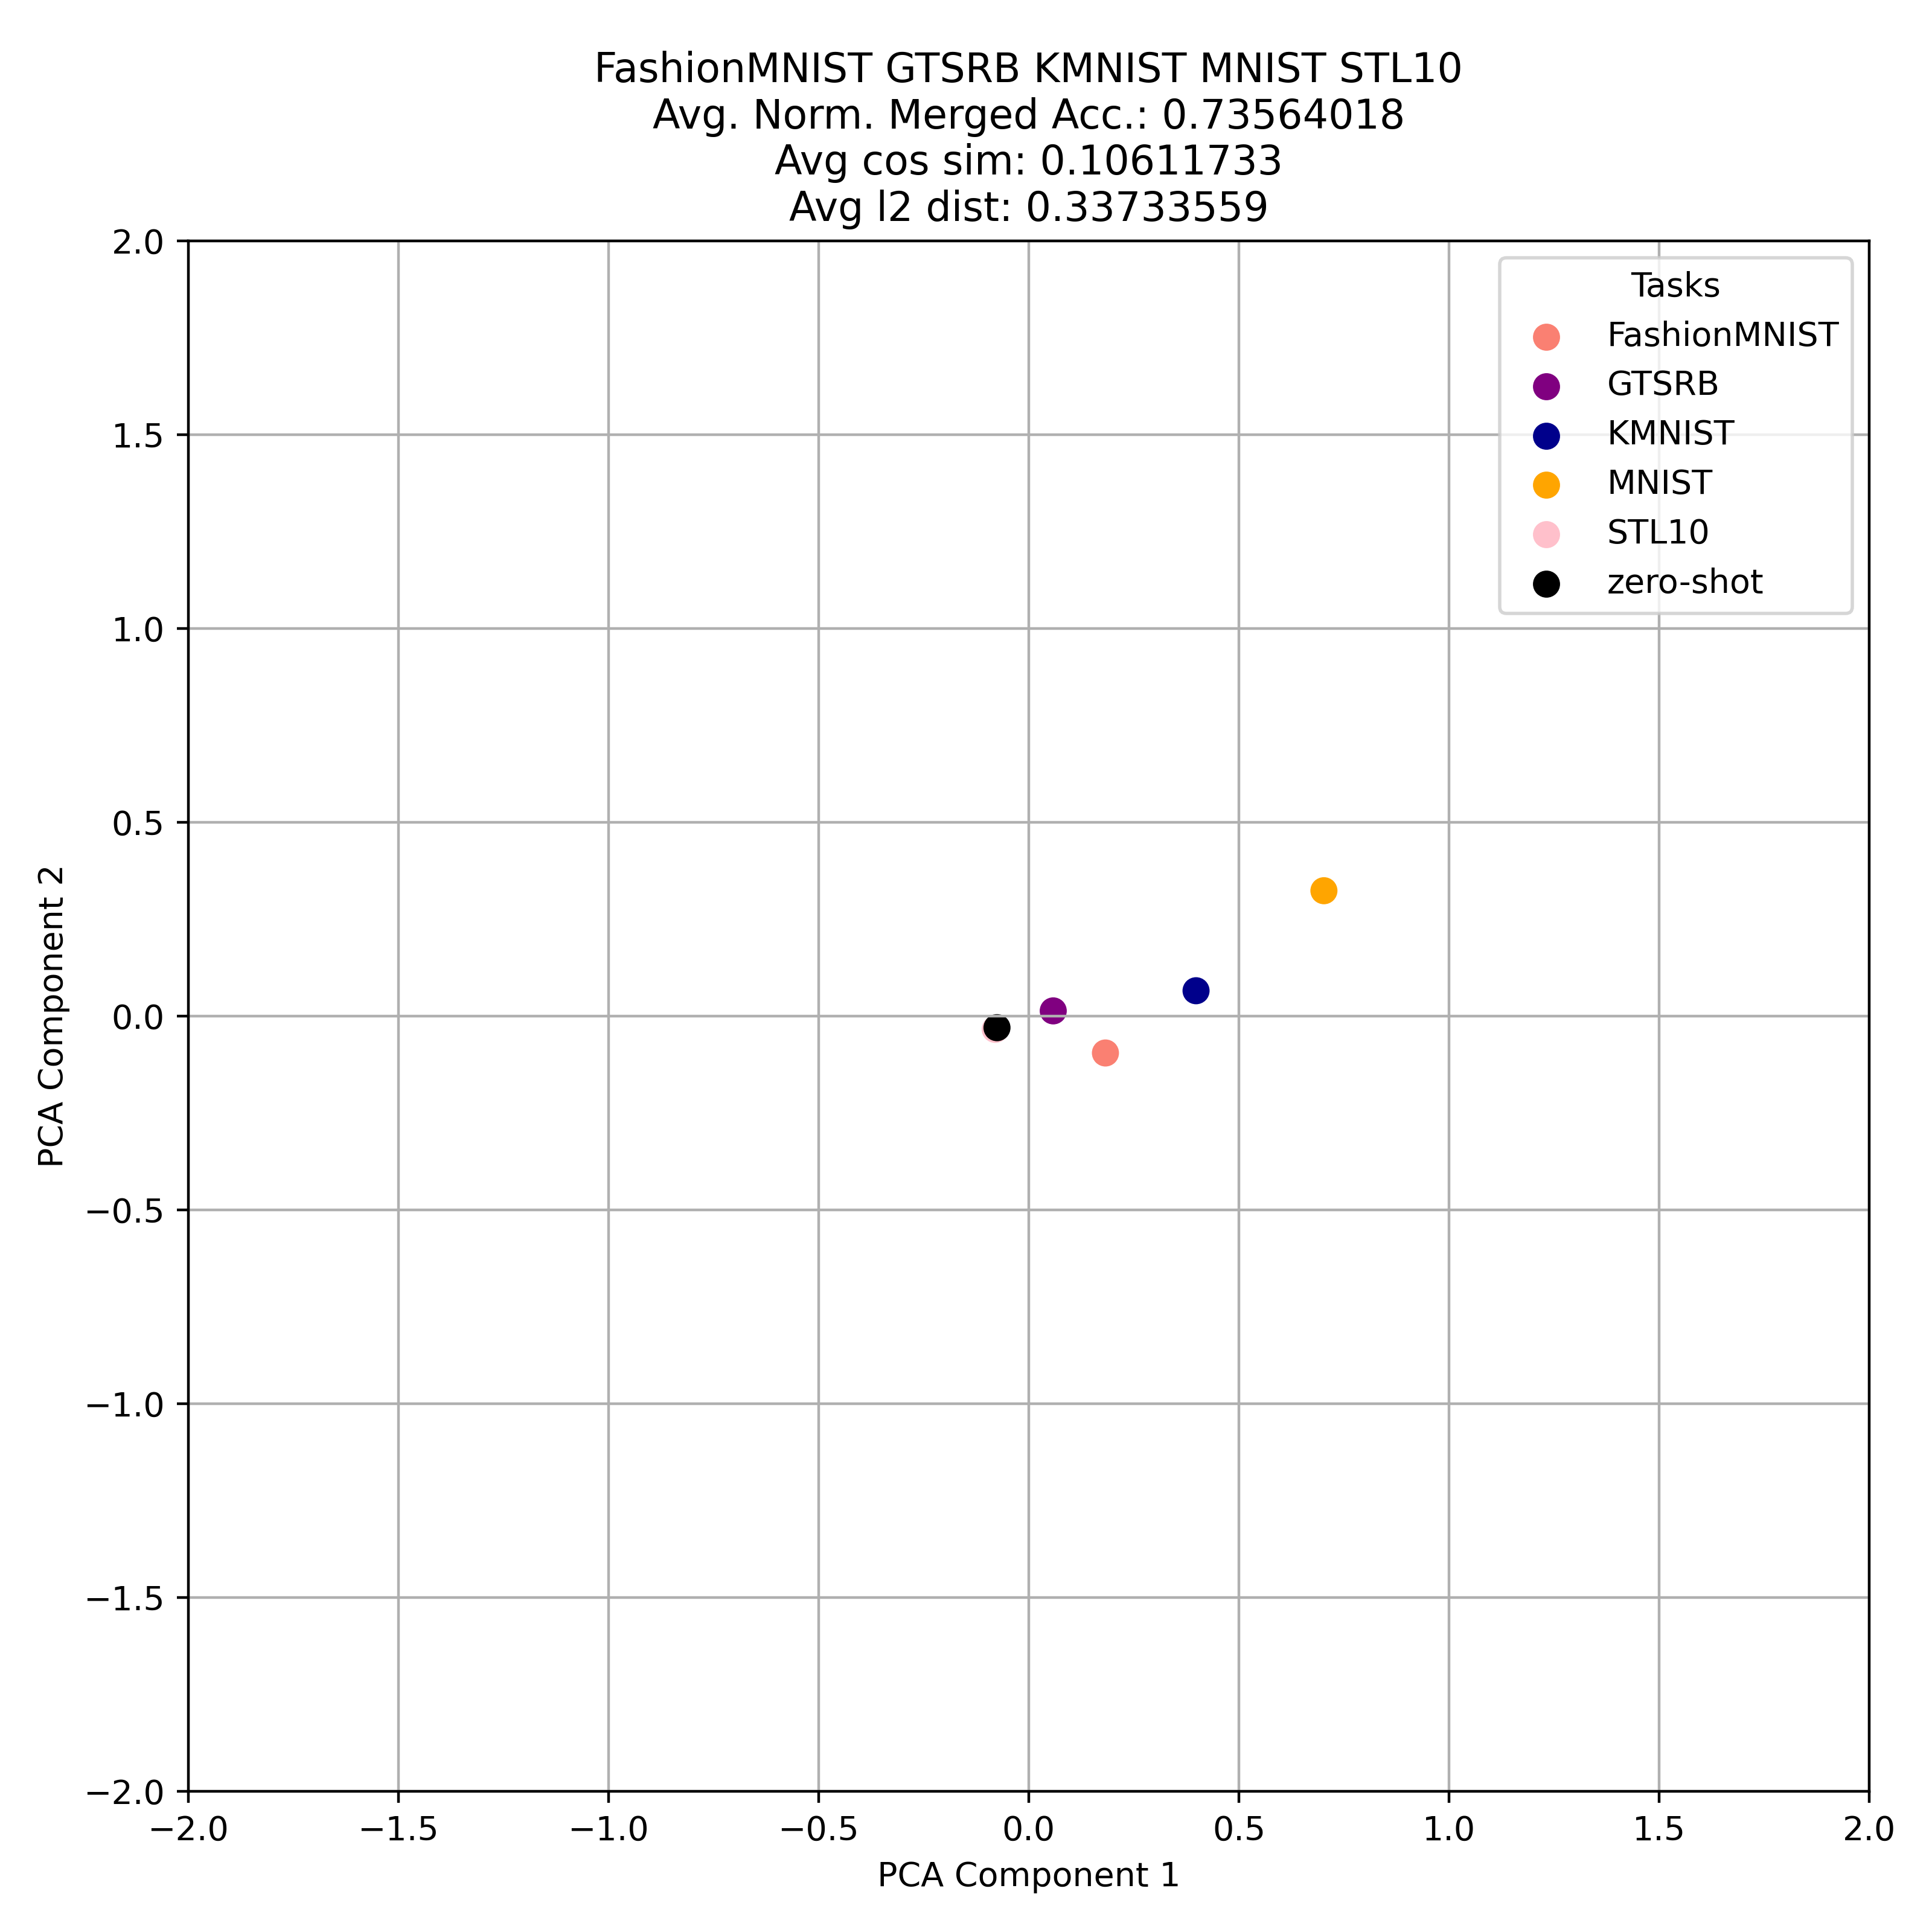 FashionMNIST GTSRB KMNIST MNIST STL10
Avg. Norm. Merged Acc.: 0.73564018
Avg cos sim: 0.10611733
Avg l2 dist: 0.33733559
Tasks
FashionMNIST
GTSRB
KMNIST
MNIST
STL10
zero-shot
PCA Component 2
2.0
1.5
1.0
0.5
0.0
−0.5
−1.0
−1.5
−2.0
−2.0 −1.5 −1.0 −0.5 0.0 0.5 1.0 1.5 2.0
PCA Component 1